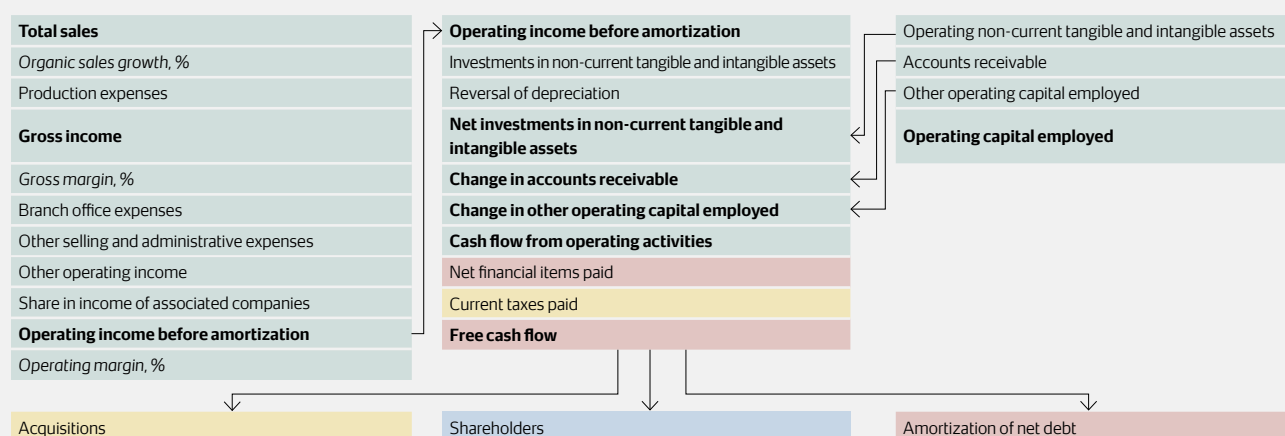 Total sales
Organic sales growth, %
Production expenses
Gross income
Gross margin, %
Branch office expenses
Other selling and administrative expenses
Other operating income
Share in income of associated companies
Operating income before amortization
Operating margin, %
Operating income before amortization
Investments in non-current tangible and intangible assets
Reversal of depreciation
Net investments in non-current tangible and
intangible assets
Change in accounts receivable
Change in other operating capital employed
Cash flow from operating activities
Net financial items paid
Current taxes paid
Free cash flow
Operating non-current tangible and intangible assets
Accounts receivable
Other operating capital employed
Operating capital employed
Acquisitions
Shareholders
Amortization of net debt